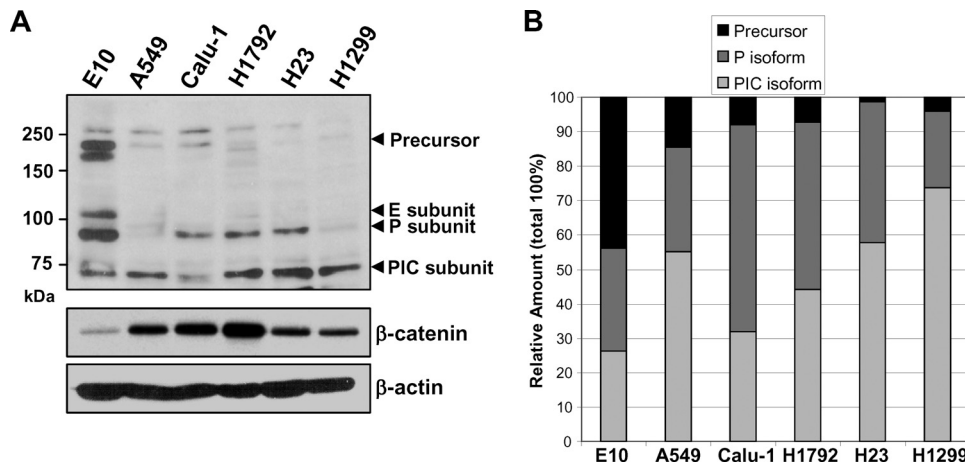 A
E10 A549 Calu-1 H1792 H23 H1299
250
150
100
75
kDa
Precursor
E subunit
P subunit
PIC subunit
β-catenin
β-actin
B
Precursor
P isoform
PIC isoform
Relative Amount (total 100%)
100
90
80
70
60
50
40
30
20
10
0
E10 A549 Calu-1 H1792 H23 H1299